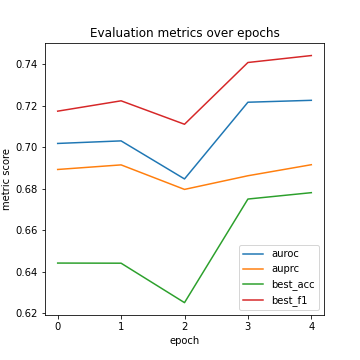 Evaluation metrics over epochs
metric score
0.74
0.72
0.70
0.68
0.66
0.64
0.62
auroc
auprc
best_acc
best_f1
0 1 2 3 4
epoch